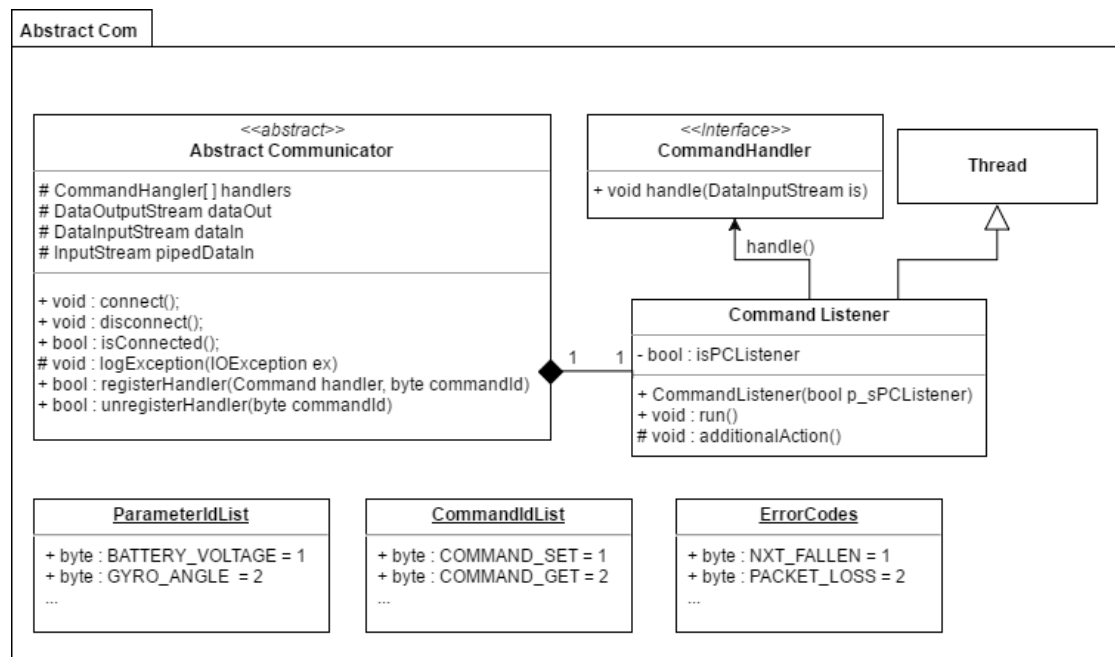 Abstract Com
<<abstract>>
Abstract Communicator
# CommandHangler[ ] handlers
# DataOutputStream dataOut
# DataInputStream dataIn
# InputStream pipedDataIn
+ void : connect();
+ void : disconnect();
+ bool : isConnected();
# void : logException(IOException ex)
+ bool : registerHandler(Command handler, byte commandId)
+ bool : unregisterHandler(byte commandId)
<<Interface>>
CommandHandler
+ void handle(DataInputStream is)
Thread
handle()
1
1
Command Listener
- bool : isPCListener
+ CommandListener(bool p_sPCListener)
+ void : run()
# void : additionalAction()
ParameterIdList
+ byte : BATTERY_VOLTAGE = 1
+ byte : GYRO_ANGLE = 2
...
CommandIdList
+ byte : COMMAND_SET = 1
+ byte : COMMAND_GET = 2
...
ErrorCodes
+ byte : NXT_FALLEN = 1
+ byte : PACKET_LOSS = 2
...